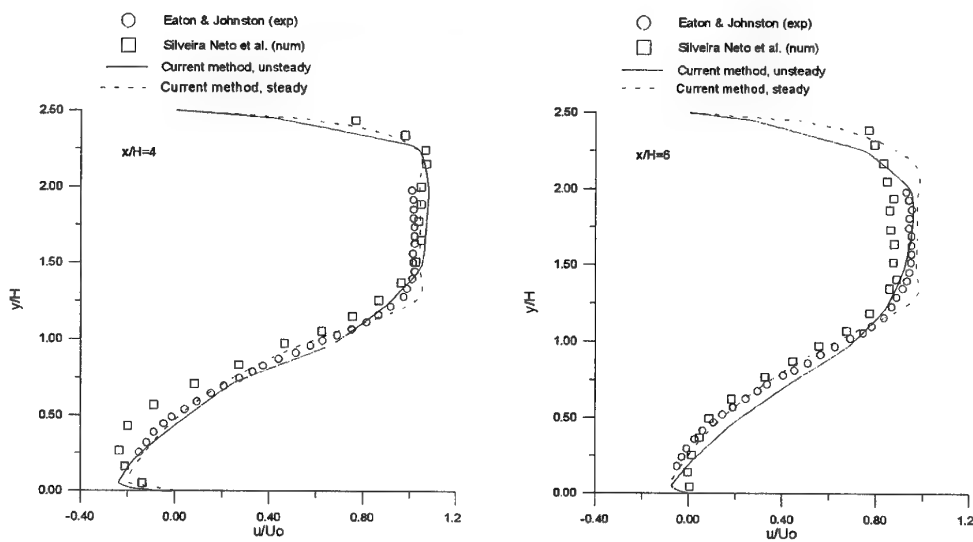 Eaton & Johnston (exp)
Silveira Neto et al. (num)
Current method, unsteady
Current method, steady
2.50
2.00
1.50
1.00
0.50
0.00
y/H
x/H=4
-0.40
0.00
0.40
0.80
1.2
u/Uo
Eaton & Johnston (exp)
Silveira Neto et al. (num)
Current method, unsteady
Current method, steady
2.50
2.00
1.50
1.00
0.50
0.00
y/H
x/H=6
-0.40
0.00
0.40
0.80
1.2
u/Uo